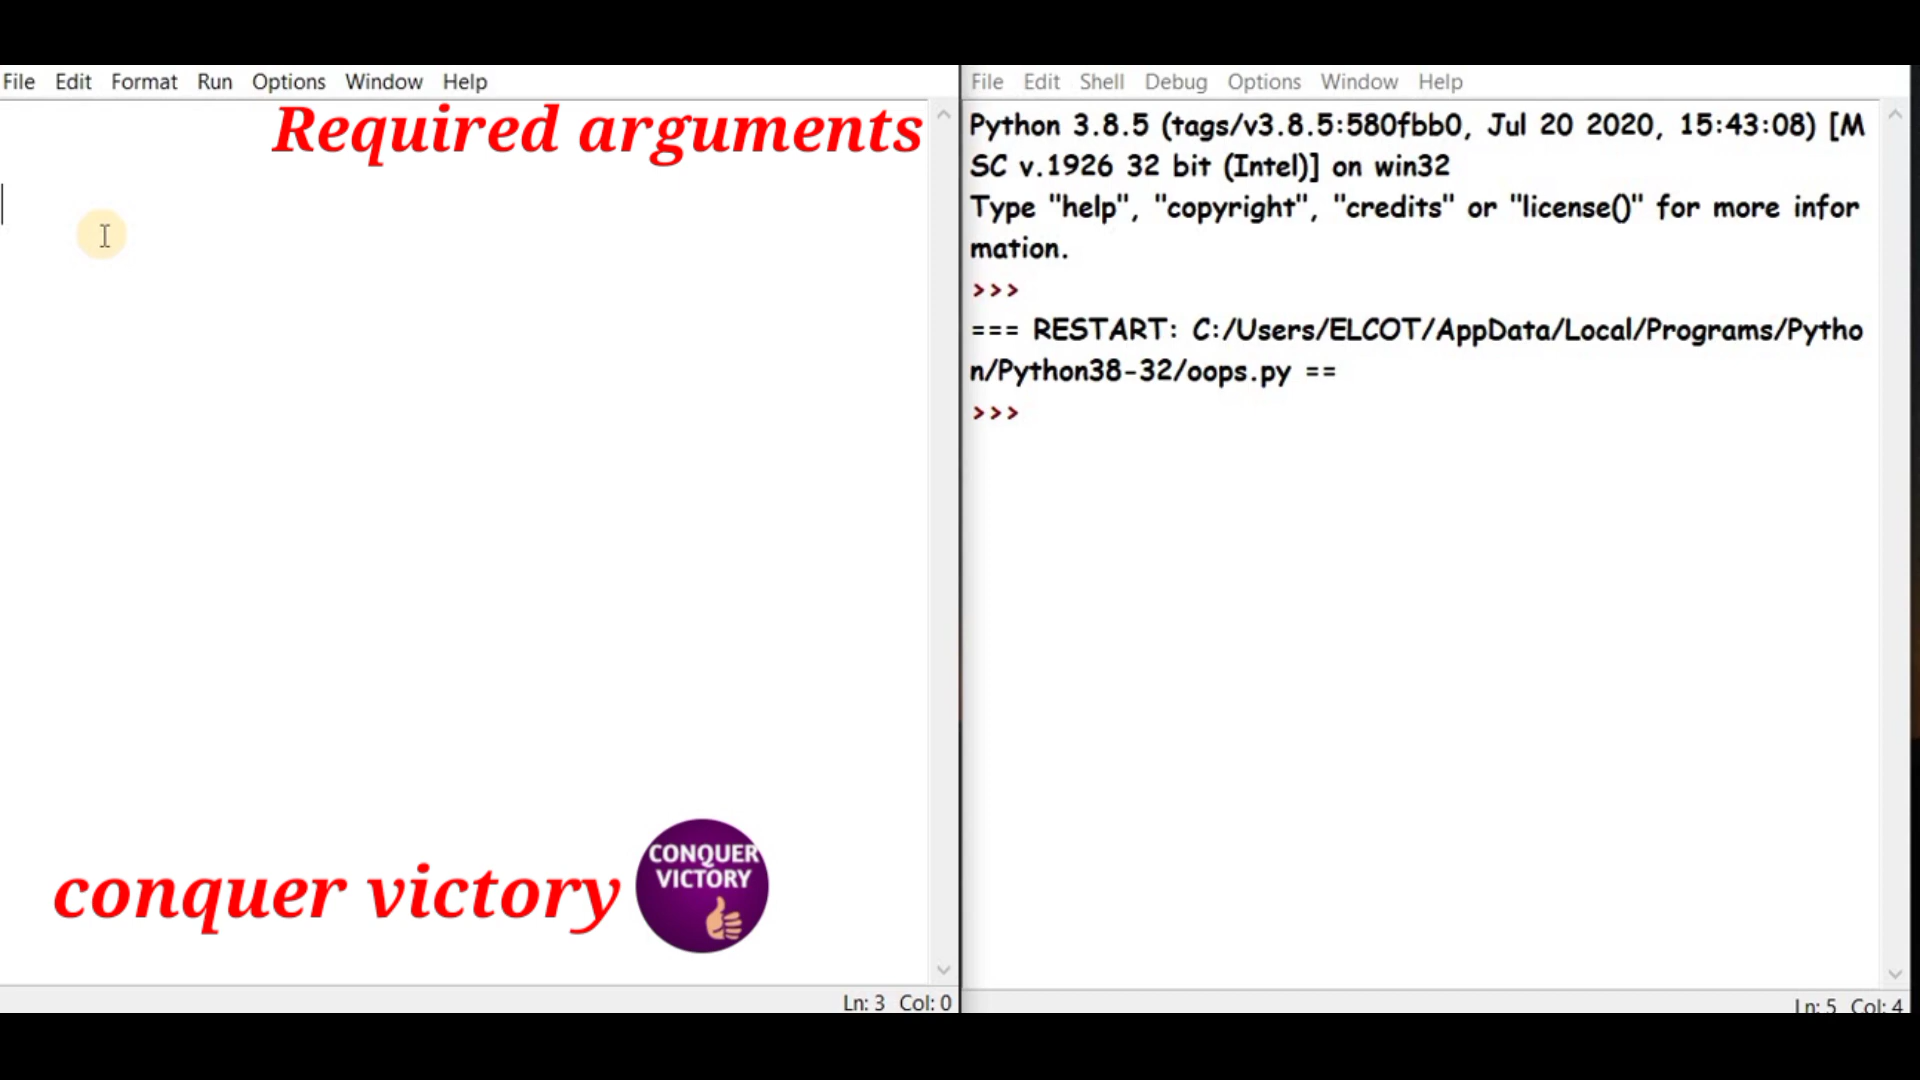 File Edit Format Run Options Window Help
Required arguments
conquer victory
CONQUER
VICTORY
Ln: 3 Col: 0
File Edit Shell Debug Options Window Help
Python 3.8.5 (tags/v3.8.5:580fbb0, Jul 20 2020, 15:43:08) [M
SC v.1926 32 bit (Intel)] on win32
Type "help", "copyright", "credits" or "license()" for more infor
mation.
>>>
=== RESTART: C:/Users/ELCOT/AppData/Local/Programs/Pytho
n/Python38-32/oops.py ==
>>>
Ln: 5 Col: 4